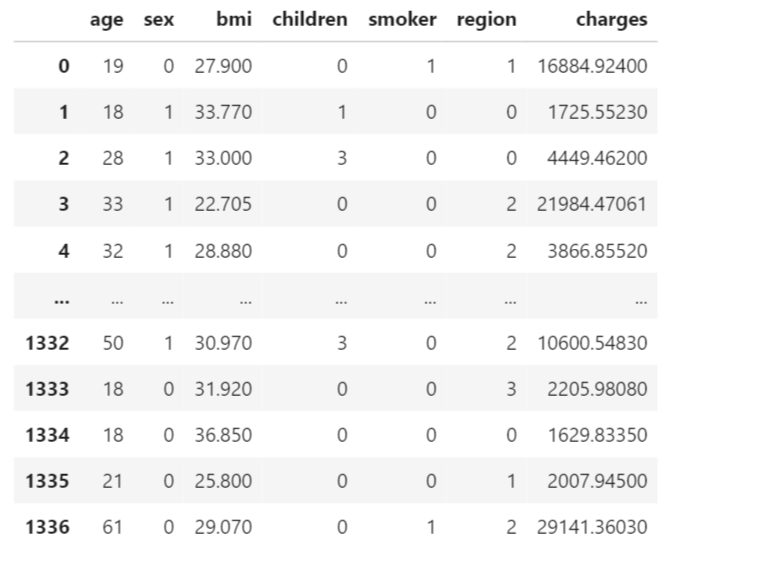 age sex bmi children smoker region charges
0 19 0 27.900 0 1 1 16884.92400
1 18 1 33.770 1 0 0 1725.55230
2 28 1 33.000 3 0 0 4449.46200
3 33 1 22.705 0 0 2 21984.47061
4 32 1 28.880 0 0 2 3866.85520
... ... ... ... ... ... ... ...
1332 50 1 30.970 3 0 2 10600.54830
1333 18 0 31.920 0 0 3 2205.98080
1334 18 0 36.850 0 0 0 1629.83350
1335 21 0 25.800 0 0 1 2007.94500
1336 61 0 29.070 0 1 2 29141.36030